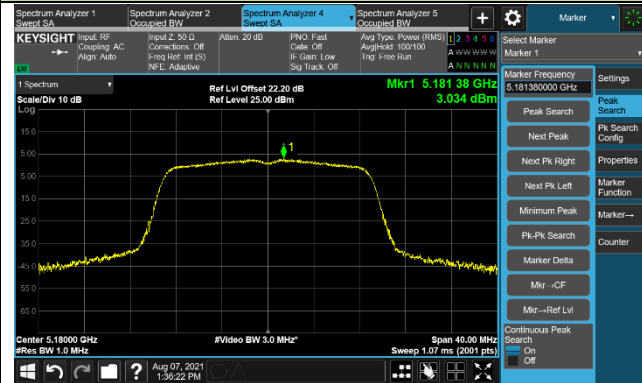 Spectrum Analyzer 1
Swept SA
Spectrum Analyzer 2
Occupied BW
Spectrum Analyzer 4
Swept SA
Spectrum Analyzer 5
Occupied BW
+
Marker
KEYSIGHT
Input: RF
Coupling: AC
Align: Auto
Input Z: 50 Ω
Corrections: Off
Freq Ref: Int (S)
NFE: Adaptive
Atten: 20 dB
PNO: Fast
Gate: Off
IF Gain: Low
Sig Track: Off
Avg Type: Power (RMS)
Avg|Hold: 100/100
Trig: Free Run
1 2 3 4 5 6
A W W W W W
A N N N N N
Select Marker
Marker 1
1 Spectrum
Scale/Div 10 dB
Log
Ref Lvl Offset 22.20 dB
Ref Level 25.00 dBm
Mkr1 5.181 38 GHz
3.034 dBm
15.0
5.00
-5.00
-15.0
-25.0
-35.0
-45.0
-55.0
-65.0
1
Center 5.18000 GHz
#Res BW 1.0 MHz
#Video BW 3.0 MHz*
Span 40.00 MHz
Sweep 1.07 ms (2001 pts)
Marker Frequency
5.181380000 GHz
Peak Search
Next Peak
Next Pk Right
Next Pk Left
Minimum Peak
Pk-Pk Search
Marker Delta
Mkr→CF
Mkr→Ref Lvl
Continuous Peak
Search
On
Off
Settings
Peak
Search
Pk Search
Config
Properties
Marker
Function
Marker→
Counter
?
Aug 07, 2021
1:36:22 PM